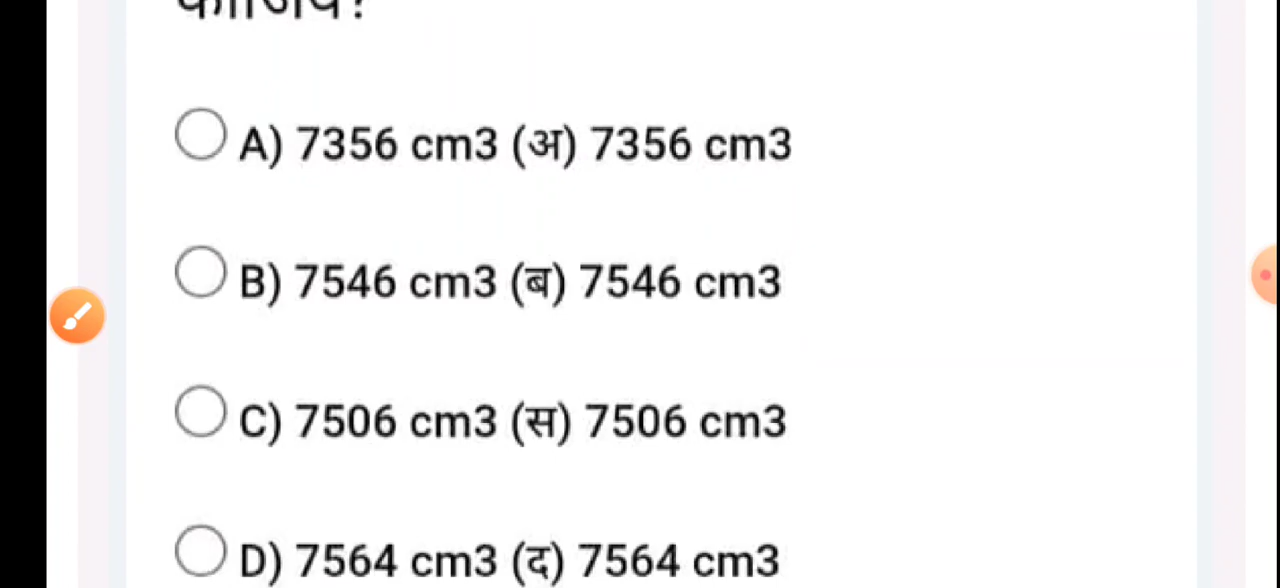 A) 7356 cm3 (अ) 7356 cm3
B) 7546 cm3 (ब) 7546 cm3
C) 7506 cm3 (स) 7506 cm3
D) 7564 cm3 (द) 7564 cm3